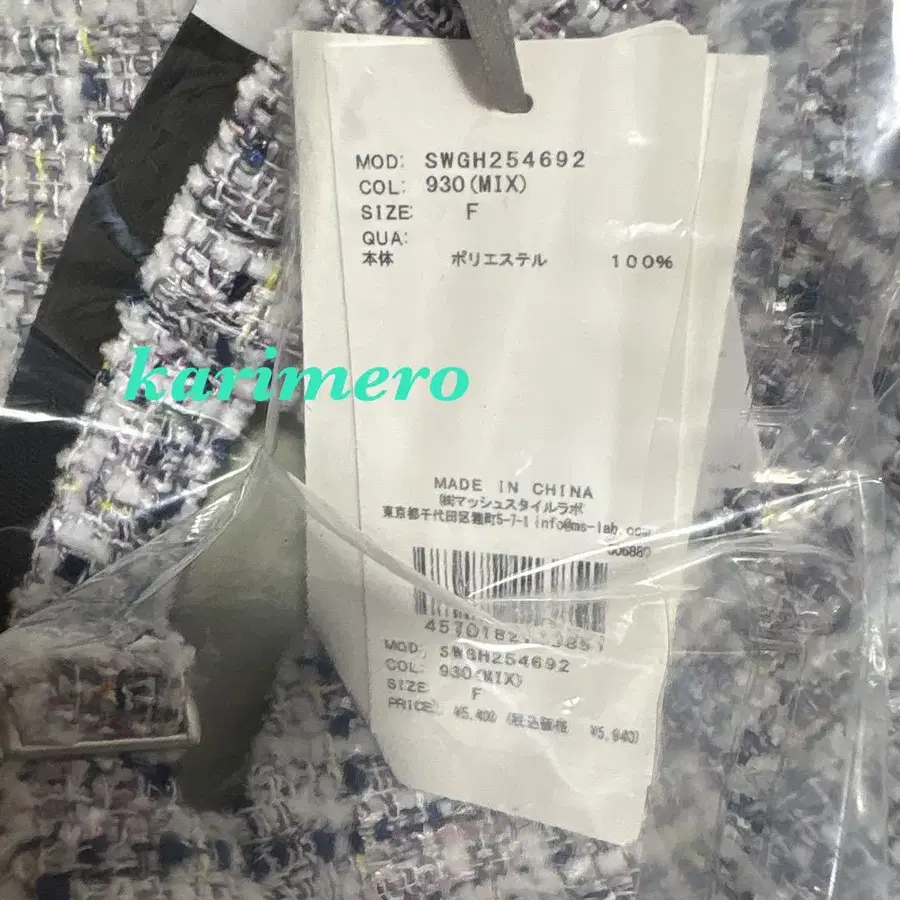 MOD: SWGH254692
COL: 930(MIX)
SIZE: F
QUA:
本体 ポリエステル 100%
karimero
MADE IN CHINA
㈱マッシュスタイルラボ
東京都千代田区麹町5-7-1 info@ms-lab.com
006880
MOD: SWGH254692
COL: 930(MIX)
SIZE F
PRICE: ¥5,400 (税込価格 ¥5,940)